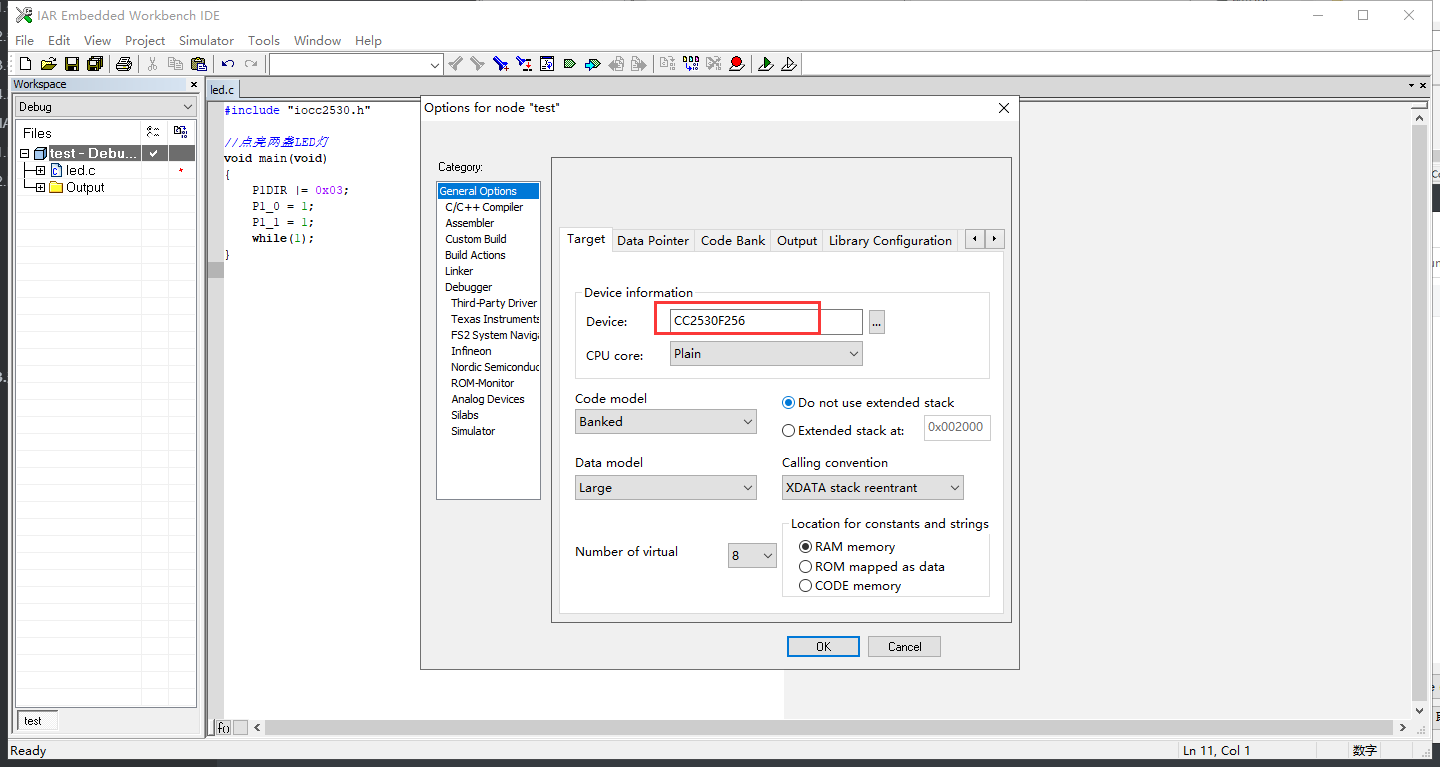 IAR Embedded Workbench IDE
File Edit View Project Simulator Tools Window Help
Workspace
Debug
Files
test - Debu...
led.c
Output
test
led.c
#include "iocc2530.h"
//点亮两盏LED灯
void main(void)
{
P1DIR |= 0x03;
P1_0 = 1;
P1_1 = 1;
while(1);
}
Options for node "test"
Category:
General Options
C/C++ Compiler
Assembler
Custom Build
Build Actions
Linker
Debugger
Third-Party Driver
Texas Instruments
FS2 System Naviga
Infineon
Nordic Semiconduc
ROM-Monitor
Analog Devices
Silabs
Simulator
Target Data Pointer Code Bank Output Library Configuration
Device information
Device: CC2530F256 ...
CPU core: Plain
Code model
Banked
Do not use extended stack
Extended stack at: 0x002000
Data model
Large
Calling convention
XDATA stack reentrant
Number of virtual 8
Location for constants and strings
RAM memory
ROM mapped as data
CODE memory
OK Cancel
f()
Ready Ln 11, Col 1 数字